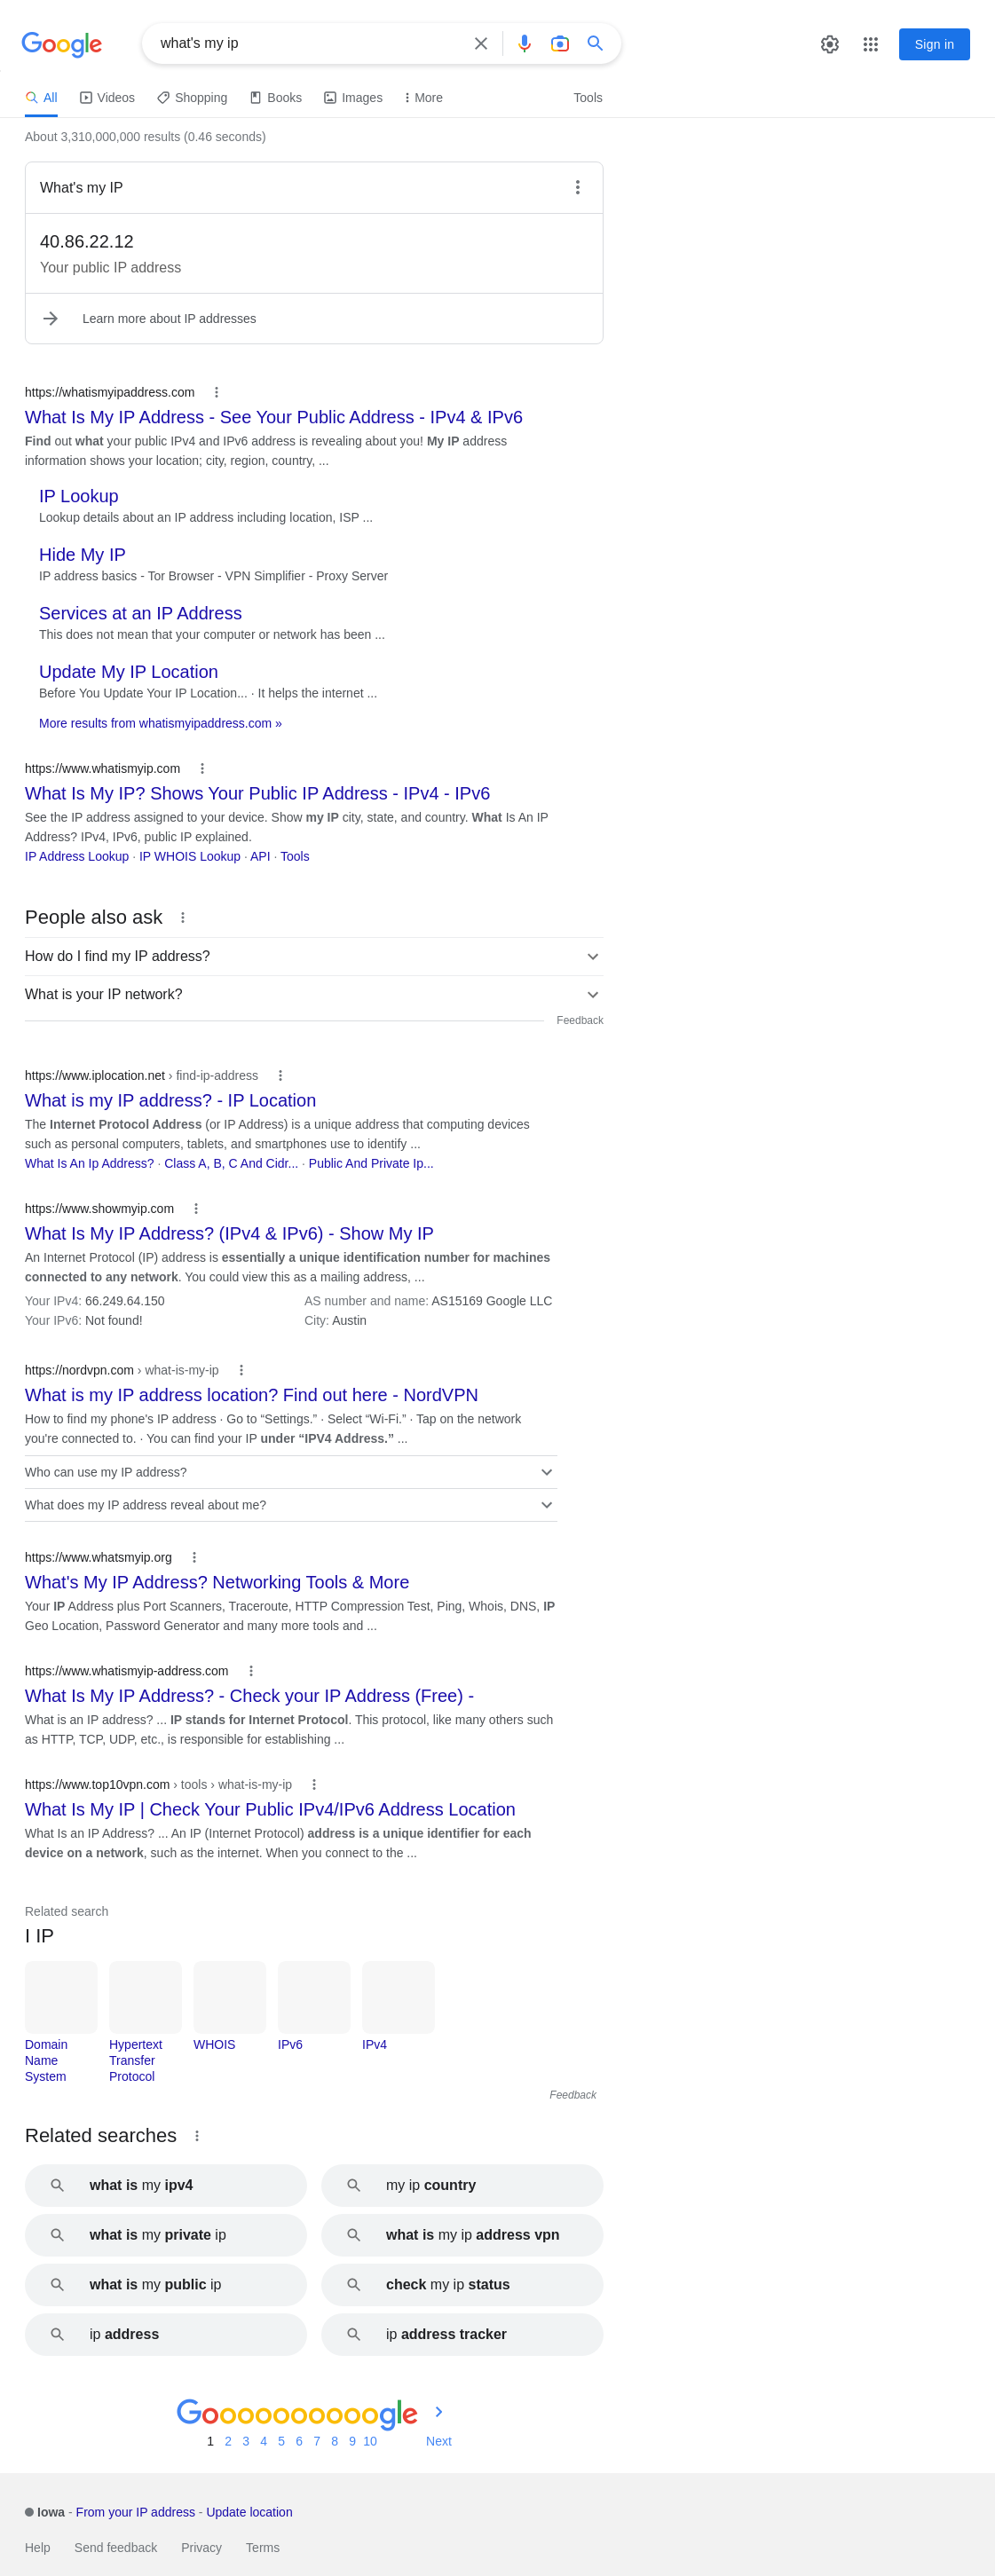 Google
what's my ip
Sign in
All
Videos
Shopping
Books
Images
More
Tools
About 3,310,000,000 results (0.46 seconds)
What's my IP
40.86.22.12
Your public IP address
Learn more about IP addresses
https://whatismyipaddress.com
What Is My IP Address - See Your Public Address - IPv4 & IPv6
Find out what your public IPv4 and IPv6 address is revealing about you! My IP address
information shows your location; city, region, country, ...
IP Lookup
Lookup details about an IP address including location, ISP ...
Hide My IP
IP address basics - Tor Browser - VPN Simplifier - Proxy Server
Services at an IP Address
This does not mean that your computer or network has been ...
Update My IP Location
Before You Update Your IP Location... · It helps the internet ...
More results from whatismyipaddress.com »
https://www.whatismyip.com
What Is My IP? Shows Your Public IP Address - IPv4 - IPv6
See the IP address assigned to your device. Show my IP city, state, and country. What Is An IP
Address? IPv4, IPv6, public IP explained.
IP Address Lookup · IP WHOIS Lookup · API · Tools
People also ask
How do I find my IP address?
What is your IP network?
Feedback
https://www.iplocation.net › find-ip-address
What is my IP address? - IP Location
The Internet Protocol Address (or IP Address) is a unique address that computing devices
such as personal computers, tablets, and smartphones use to identify ...
What Is An Ip Address? · Class A, B, C And Cidr... · Public And Private Ip...
https://www.showmyip.com
What Is My IP Address? (IPv4 & IPv6) - Show My IP
An Internet Protocol (IP) address is essentially a unique identification number for machines
connected to any network. You could view this as a mailing address, ...
Your IPv4: 66.249.64.150
AS number and name: AS15169 Google LLC
Your IPv6: Not found!
City: Austin
https://nordvpn.com › what-is-my-ip
What is my IP address location? Find out here - NordVPN
How to find my phone's IP address · Go to “Settings.” · Select “Wi-Fi.” · Tap on the network
you're connected to. · You can find your IP under “IPV4 Address.” ...
Who can use my IP address?
What does my IP address reveal about me?
https://www.whatsmyip.org
What's My IP Address? Networking Tools & More
Your IP Address plus Port Scanners, Traceroute, HTTP Compression Test, Ping, Whois, DNS, IP
Geo Location, Password Generator and many more tools and ...
https://www.whatismyip-address.com
What Is My IP Address? - Check your IP Address (Free) -
What is an IP address? ... IP stands for Internet Protocol. This protocol, like many others such
as HTTP, TCP, UDP, etc., is responsible for establishing ...
https://www.top10vpn.com › tools › what-is-my-ip
What Is My IP | Check Your Public IPv4/IPv6 Address Location
What Is an IP Address? ... An IP (Internet Protocol) address is a unique identifier for each
device on a network, such as the internet. When you connect to the ...
Related search
I IP
Domain
Name
System
Hypertext
Transfer
Protocol
WHOIS
IPv6
IPv4
Feedback
Related searches
what is my ipv4
my ip country
what is my private ip
what is my ip address vpn
what is my public ip
check my ip status
ip address
ip address tracker
Goooooooooogle
1 2 3 4 5 6 7 8 9 10 Next
Iowa - From your IP address - Update location
Help Send feedback Privacy Terms